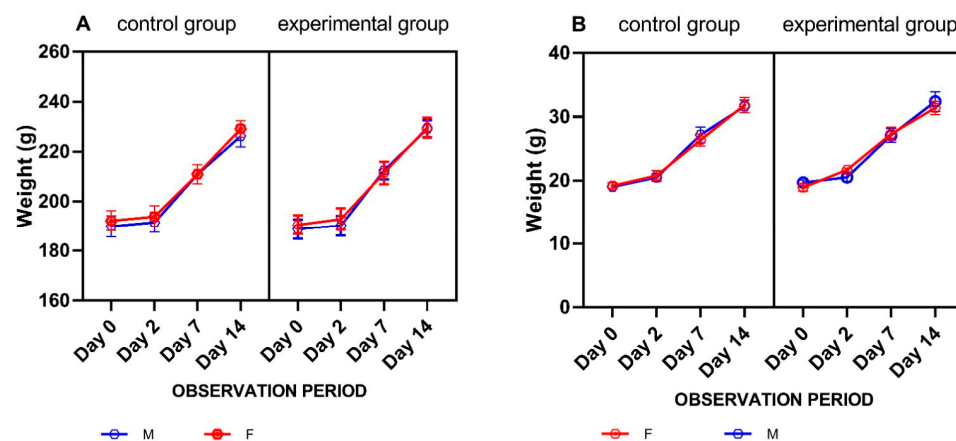 A control group experimental group
Weight (g)
260
240
220
200
180
160
Day 0 Day 2 Day 7 Day 14 Day 0 Day 2 Day 7 Day 14
OBSERVATION PERIOD
M F
B control group experimental group
Weight (g)
40
30
20
10
0
Day 0 Day 2 Day 7 Day 14 Day 0 Day 2 Day 7 Day 14
OBSERVATION PERIOD
F M